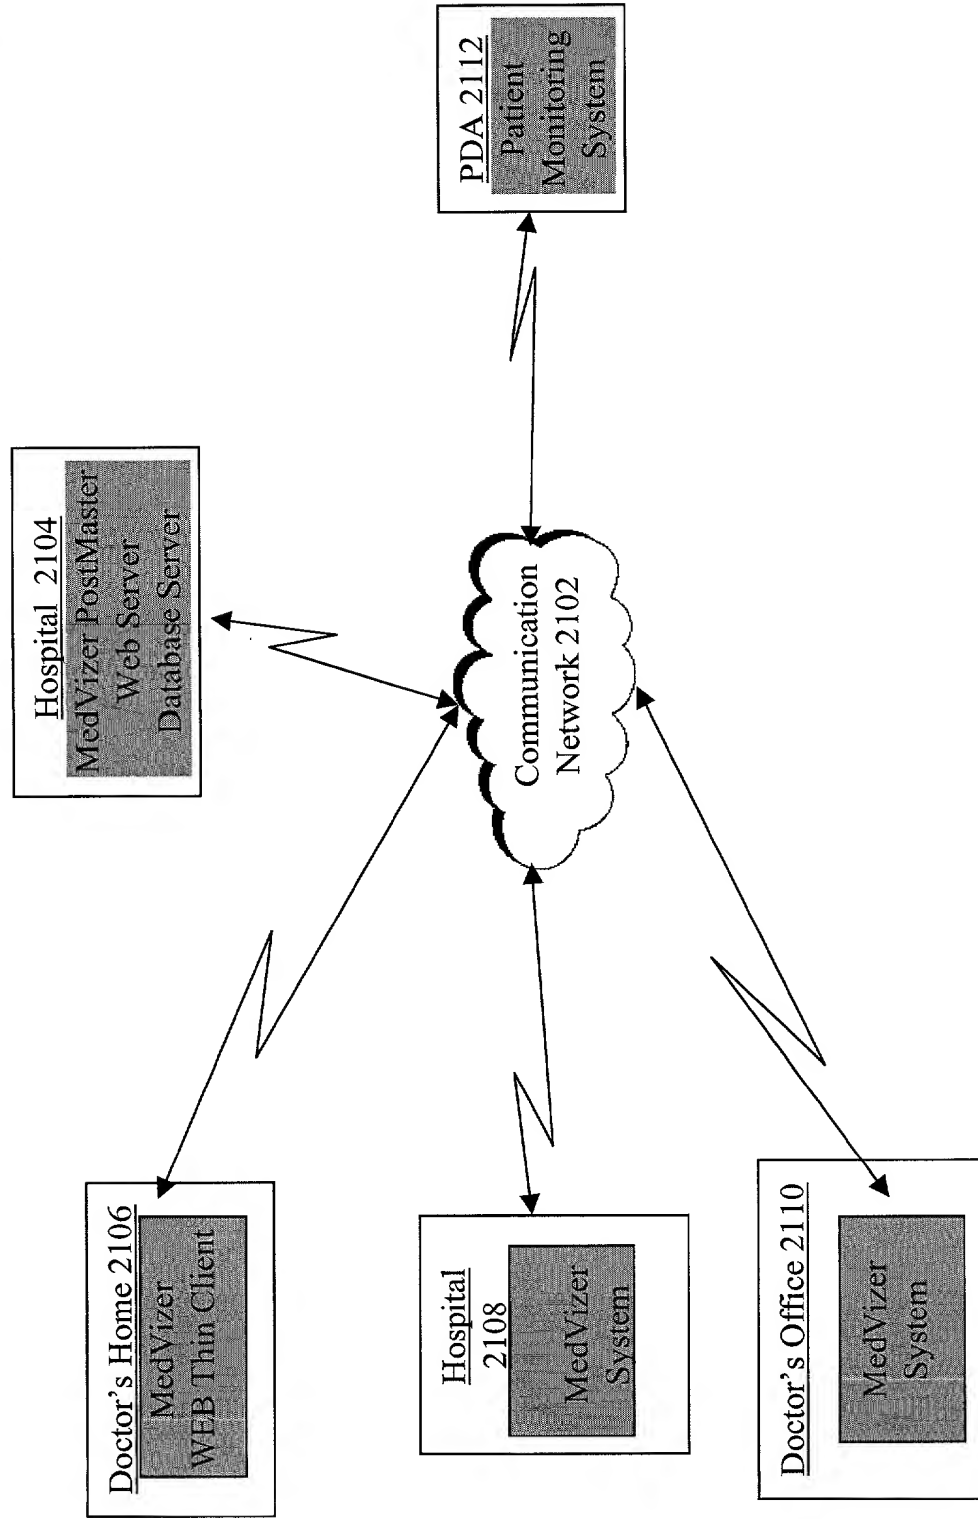 Hospital 2104
MedVizer PostMaster
Web Server
Database Server
Doctor's Home 2106
MedVizer
WEB Thin Client
Hospital
2108
MedVizer
System
Communication
Network 2102
PDA 2112
Patient
Monitoring
System
Doctor's Office 2110
MedVizer
System